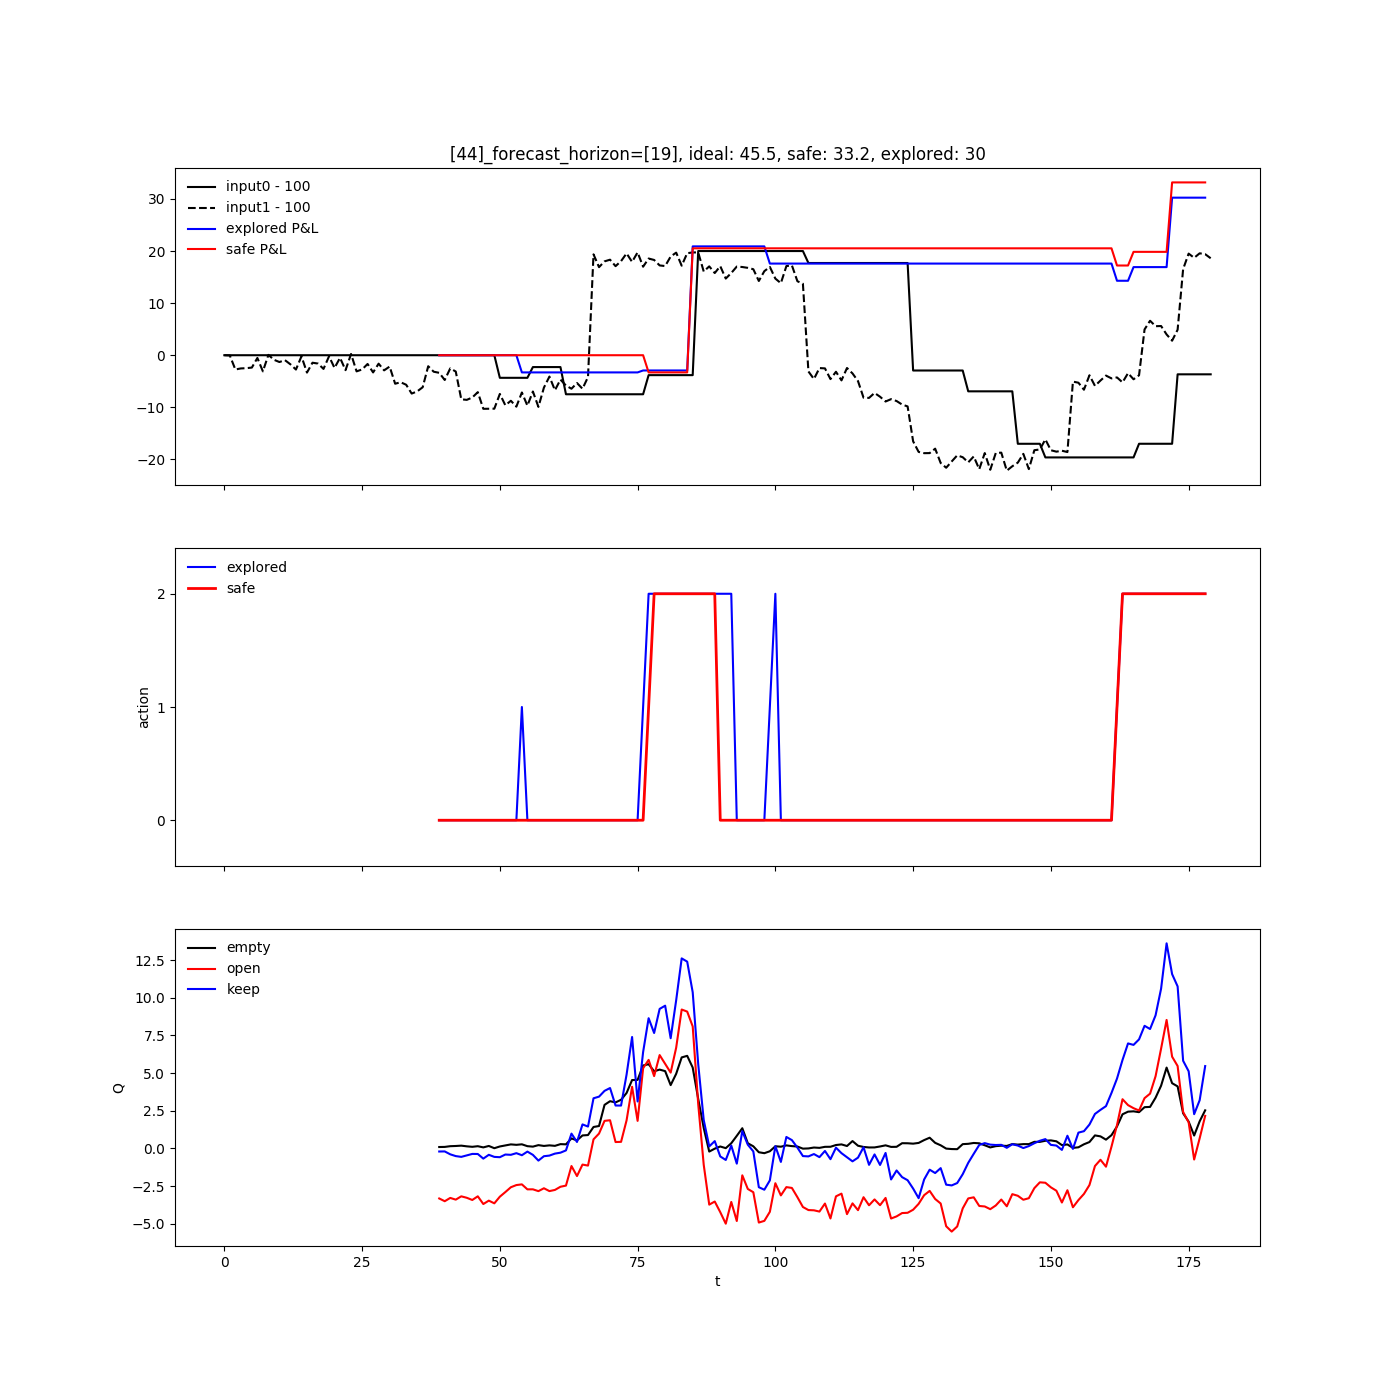 [44]_forecast_horizon=[19], ideal: 45.5, safe: 33.2, explored: 30
input0 - 100
input1 - 100
explored P&L
safe P&L
30
20
10
0
−10
−20
explored
safe
2
1
0
action
empty
open
keep
12.5
10.0
7.5
5.0
2.5
0.0
−2.5
−5.0
Q
0 25 50 75 100 125 150 175
t